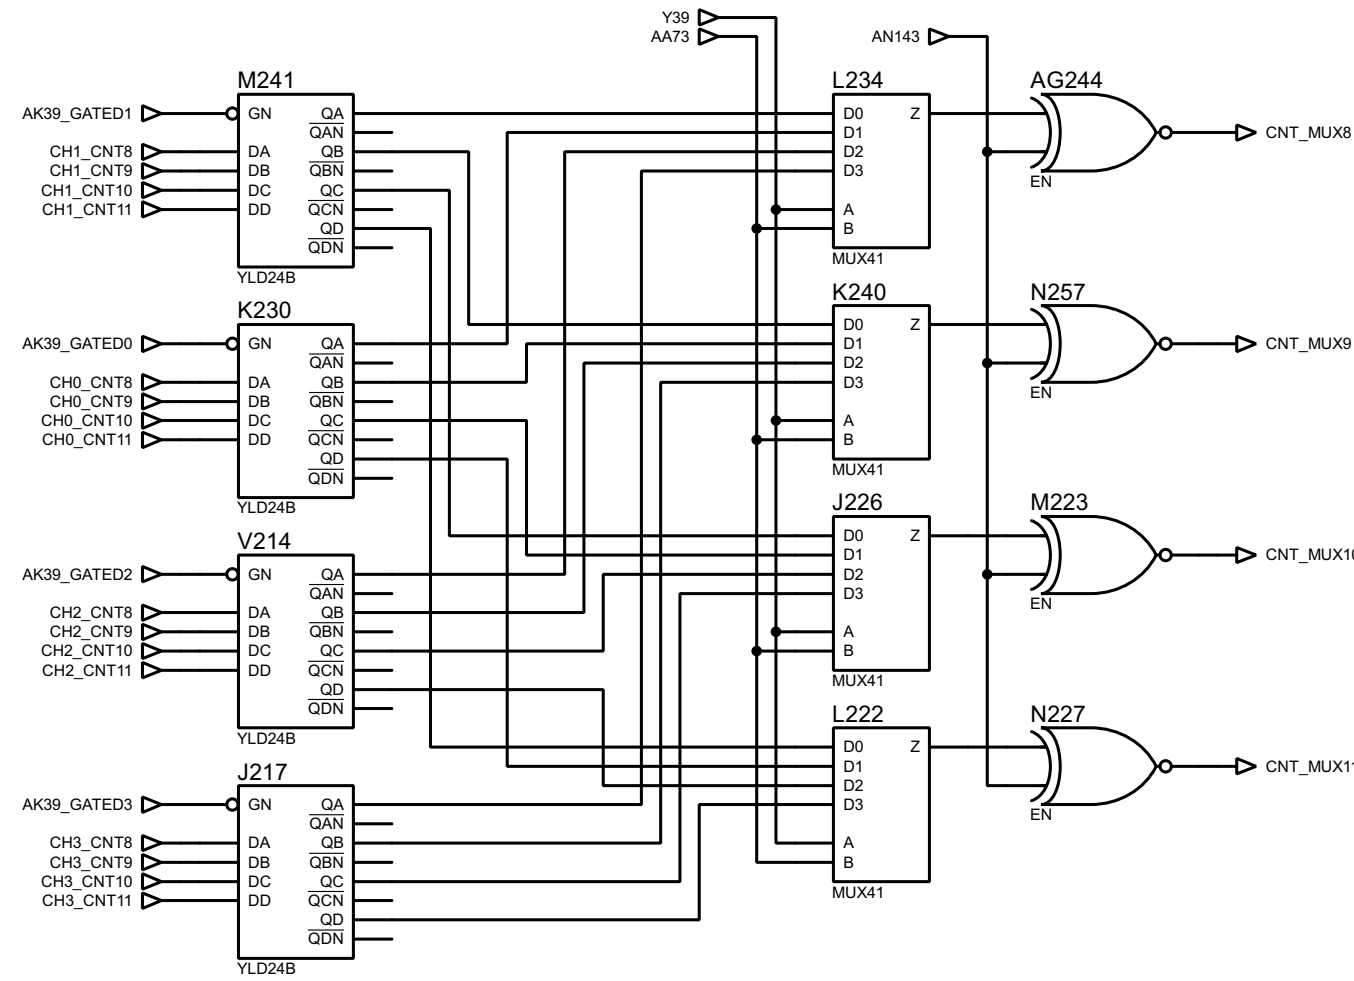 Y39
AA73
AN143
M241
AK39_GATED1
GN
CH1_CNT8
DA
CH1_CNT9
DB
CH1_CNT10
DC
CH1_CNT11
DD
QA
QAN
QB
QBN
QC
QCN
QD
QDN
YLD24B
K230
AK39_GATED0
GN
CH0_CNT8
DA
CH0_CNT9
DB
CH0_CNT10
DC
CH0_CNT11
DD
QA
QAN
QB
QBN
QC
QCN
QD
QDN
YLD24B
V214
AK39_GATED2
GN
CH2_CNT8
DA
CH2_CNT9
DB
CH2_CNT10
DC
CH2_CNT11
DD
QA
QAN
QB
QBN
QC
QCN
QD
QDN
YLD24B
J217
AK39_GATED3
GN
CH3_CNT8
DA
CH3_CNT9
DB
CH3_CNT10
DC
CH3_CNT11
DD
QA
QAN
QB
QBN
QC
QCN
QD
QDN
YLD24B
L234
D0
D1
D2
D3
A
B
Z
MUX41
K240
D0
D1
D2
D3
A
B
Z
MUX41
J226
D0
D1
D2
D3
A
B
Z
MUX41
L222
D0
D1
D2
D3
A
B
Z
MUX41
AG244
EN
CNT_MUX8
N257
EN
CNT_MUX9
M223
EN
CNT_MUX10
N227
EN
CNT_MUX11